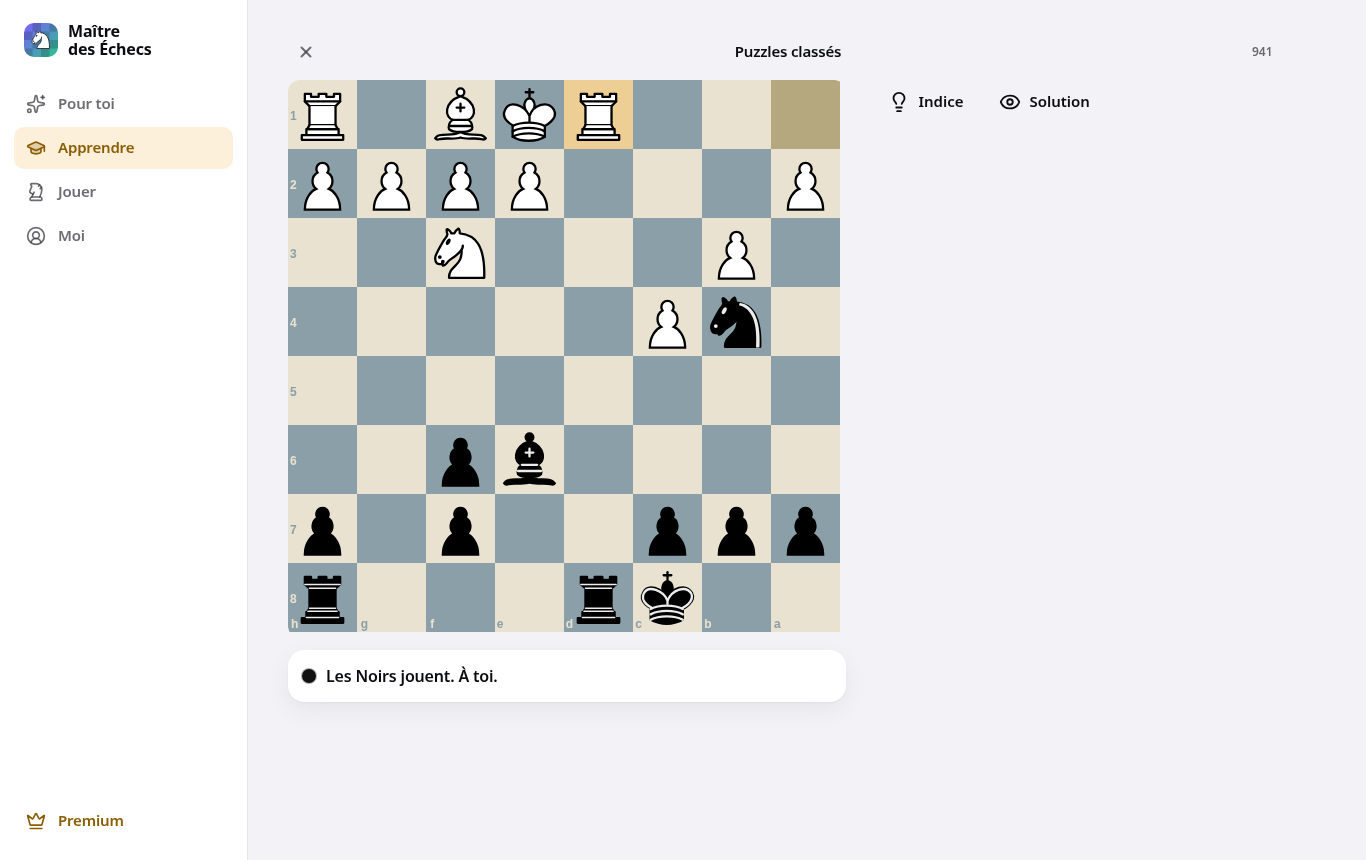 Maître
des Échecs
Pour toi
Apprendre
Jouer
Moi
Premium
Puzzles classés
941
Indice
Solution
1
2
3
4
5
6
7
8
h g f e d c b a
Les Noirs jouent. À toi.